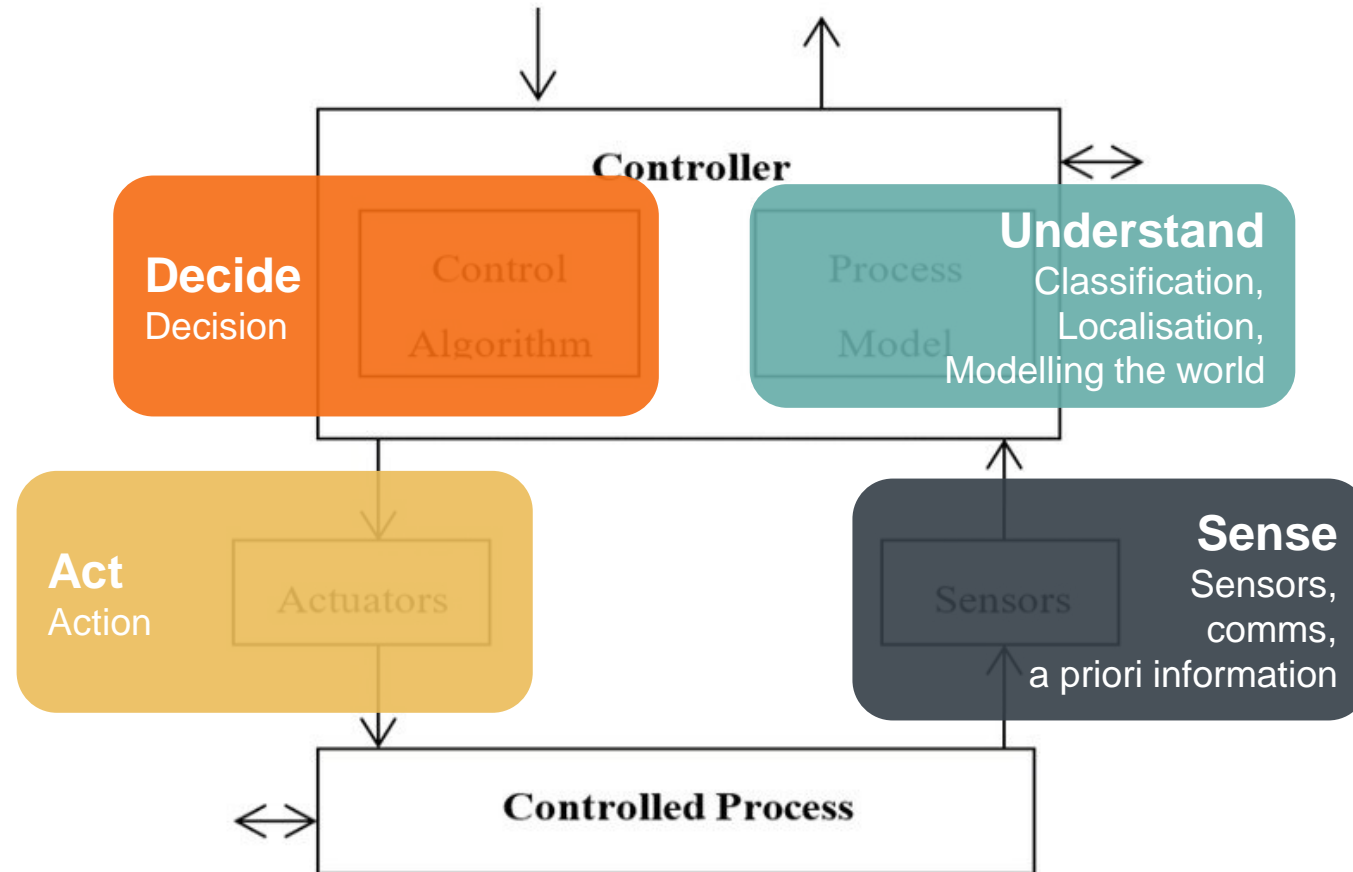 Controller
Decide
Decision
Control
Algorithm
Process
Model
Understand
Classification,
Localisation,
Modelling the world
Act
Action
Actuators
Sensors
Sense
Sensors,
comms,
a priori information
Controlled Process